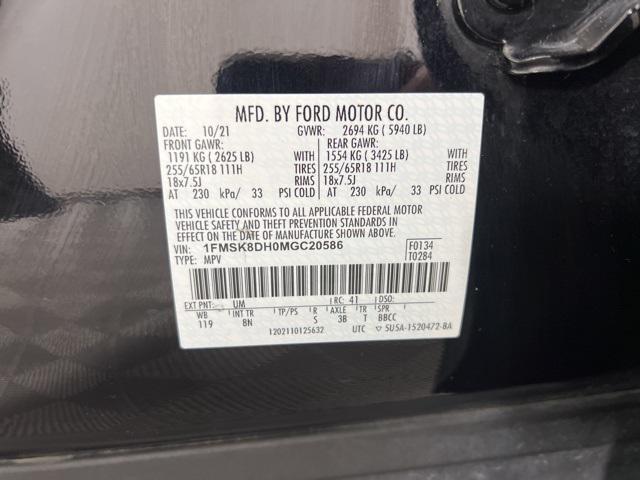 MFD. BY FORD MOTOR CO.
DATE: 10/21 GVWR: 2694 KG ( 5940 LB)
FRONT GAWR: REAR GAWR:
1191 KG ( 2625 LB) WITH 1554 KG ( 3425 LB) WITH
255/65R18 111H TIRES 255/65R18 111H TIRES
18x7.5J RIMS 18x7.5J RIMS
AT 230 kPa/ 33 PSI COLD AT 230 kPa/ 33 PSI COLD
THIS VEHICLE CONFORMS TO ALL APPLICABLE FEDERAL MOTOR
VEHICLE SAFETY AND THEFT PREVENTION STANDARDS IN
EFFECT ON THE DATE OF MANUFACTURE SHOWN ABOVE.
VIN: 1FMSK8DH0MGC20586 F0134
TYPE: MPV T0284
EXT PNT: UM RC: 41 DSO:
WB INT TR TP/PS R AXLE TR SPR
119 8N S 3B T BBCC
1202110125632 UTC ▽ 5U5A-1520472-BA